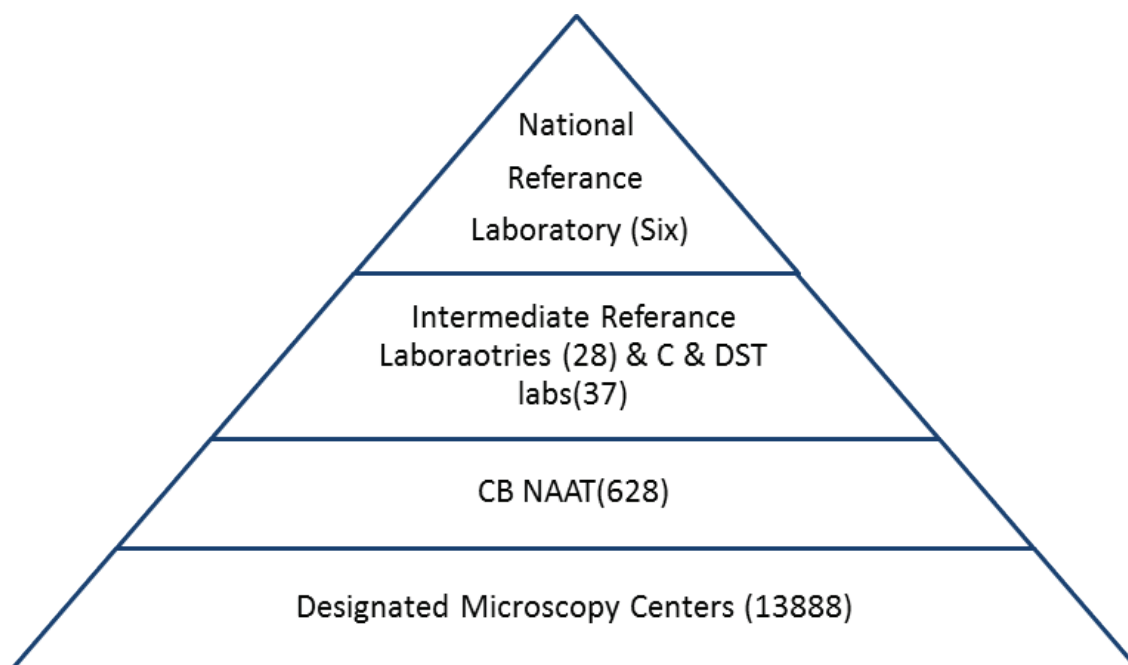 National
Referance
Laboratory (Six)
Intermediate Referance
Laboraotries (28) & C & DST
labs(37)
CB NAAT(628)
Designated Microscopy Centers (13888)